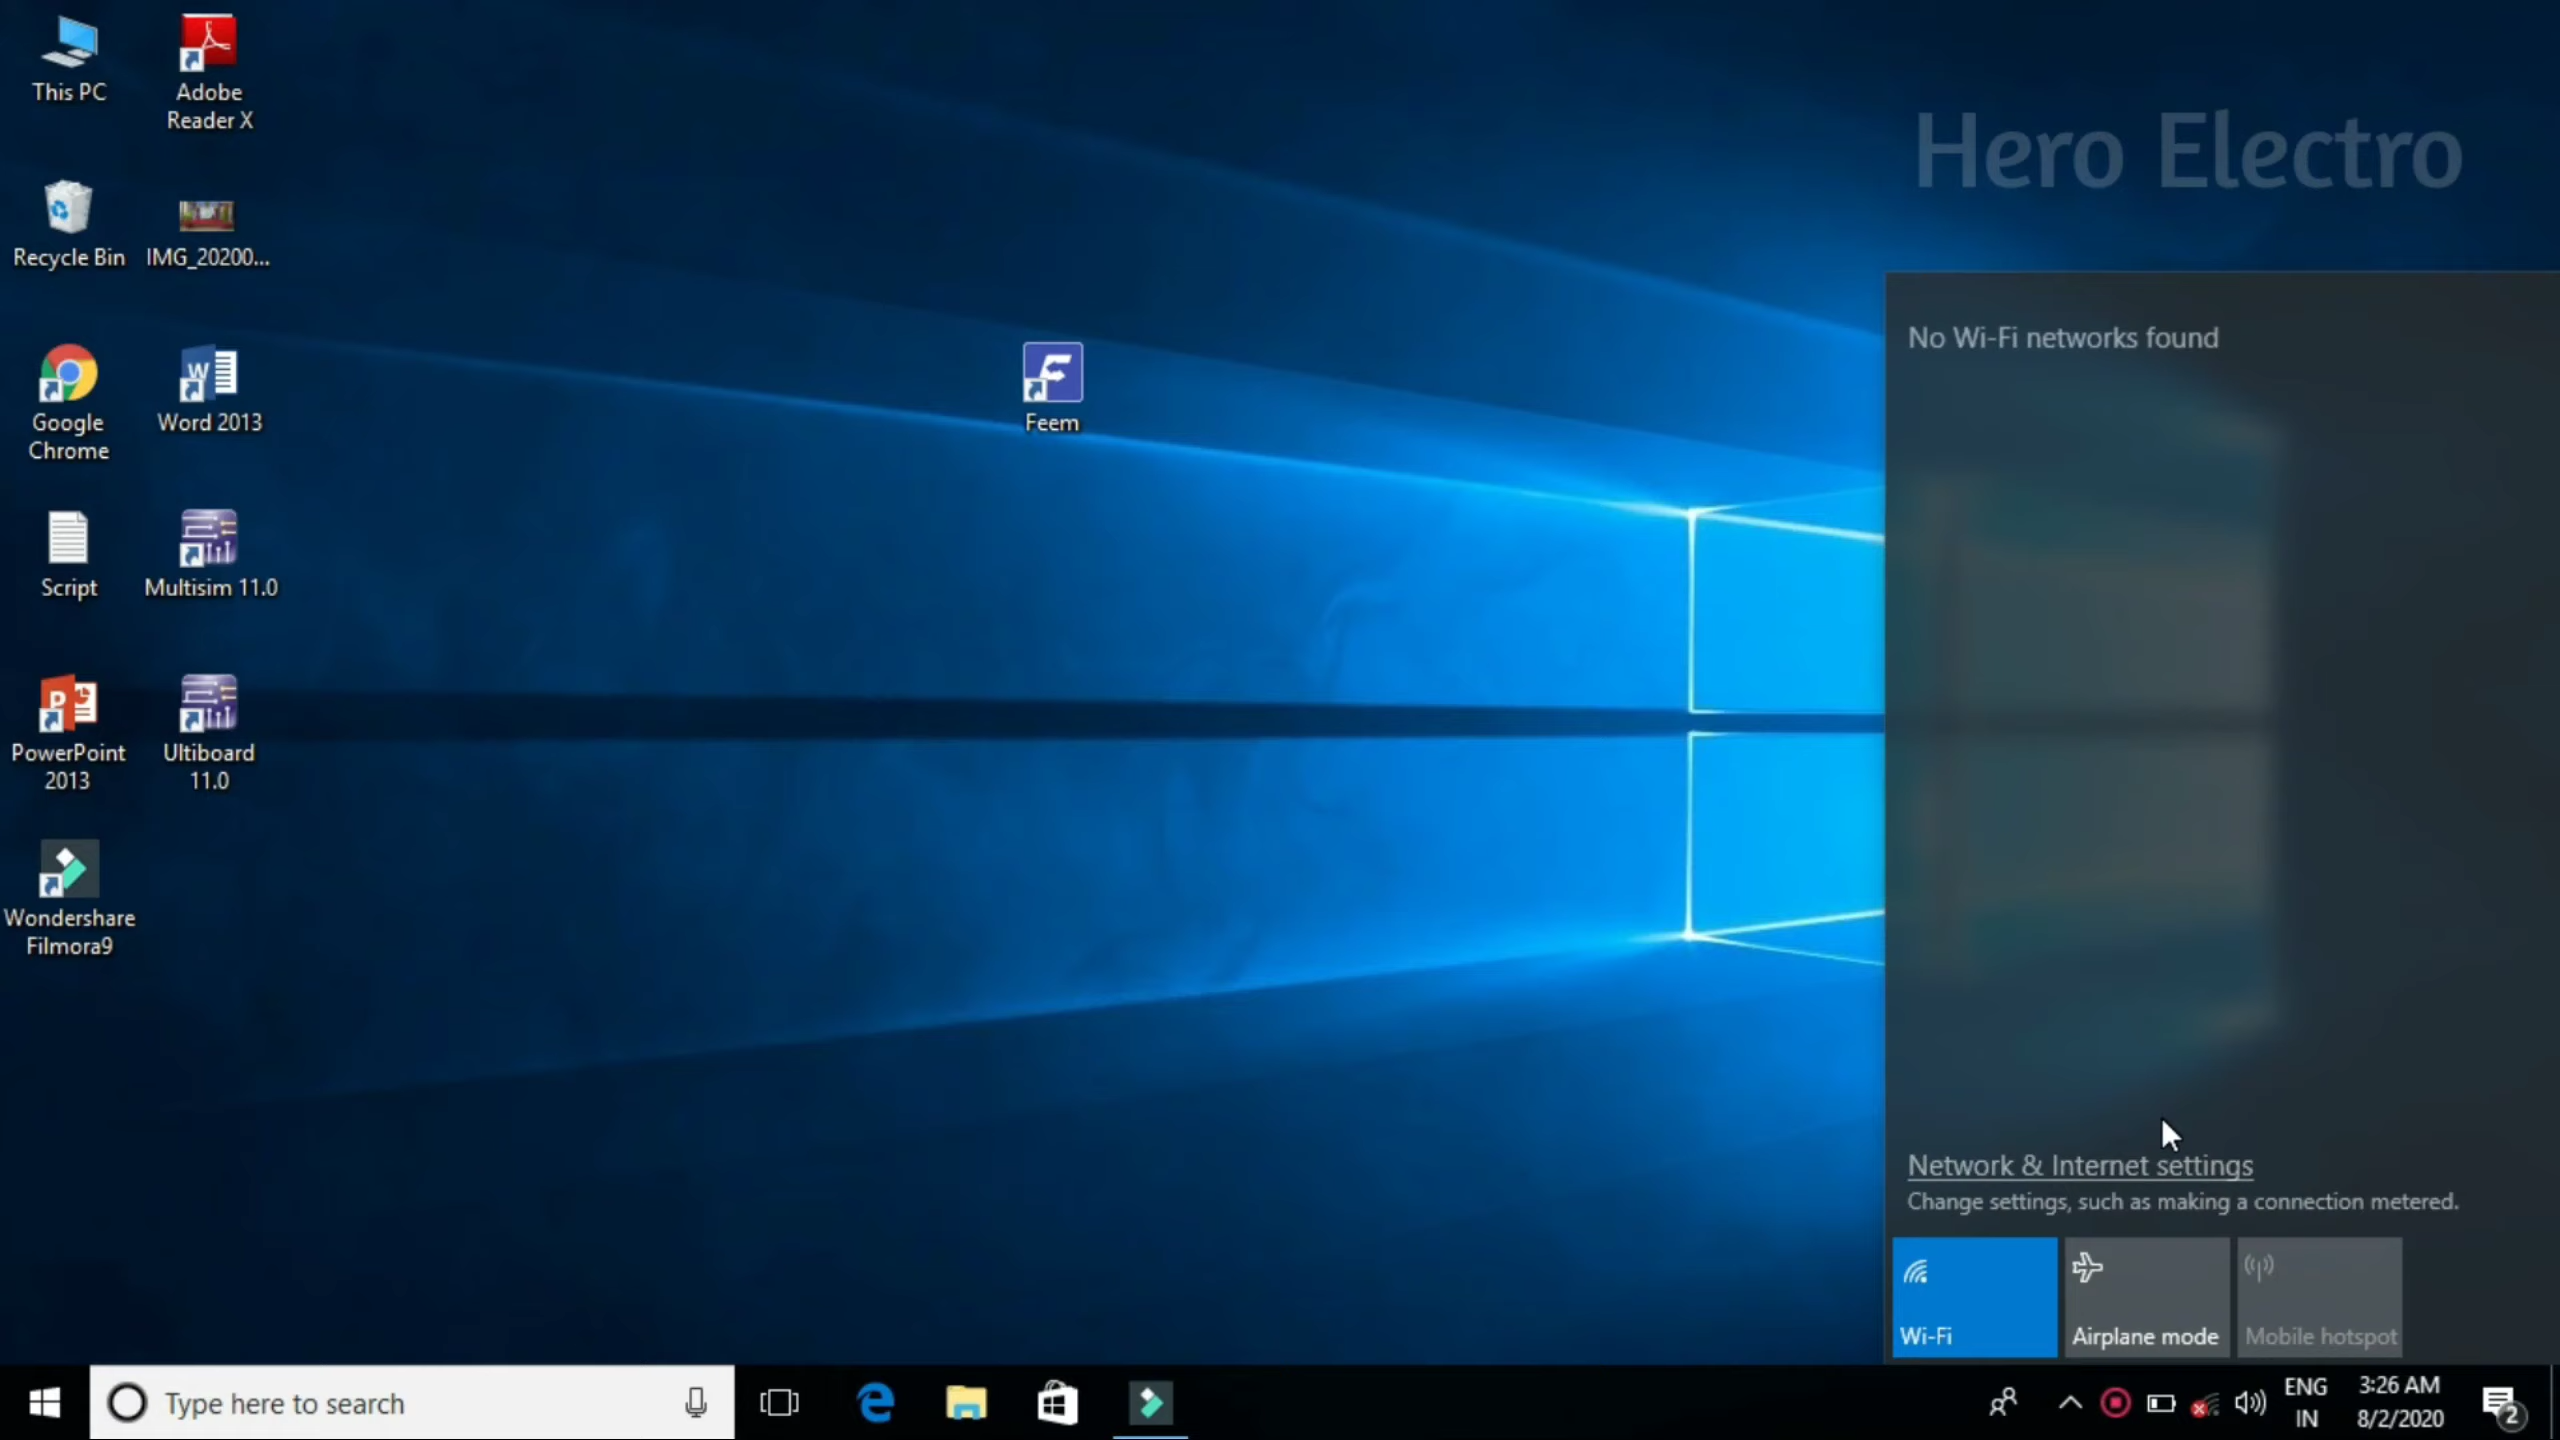 This PC
Adobe
Reader X
Recycle Bin
IMG_20200...
Google
Chrome
Word 2013
Feem
Script
Multisim 11.0
PowerPoint
2013
Ultiboard
11.0
Wondershare
Filmora9
Hero Electro
No Wi-Fi networks found
Network & Internet settings
Change settings, such as making a connection metered.
Wi-Fi
Airplane mode
Mobile hotspot
Type here to search
ENG
IN
3:26 AM
8/2/2020
2